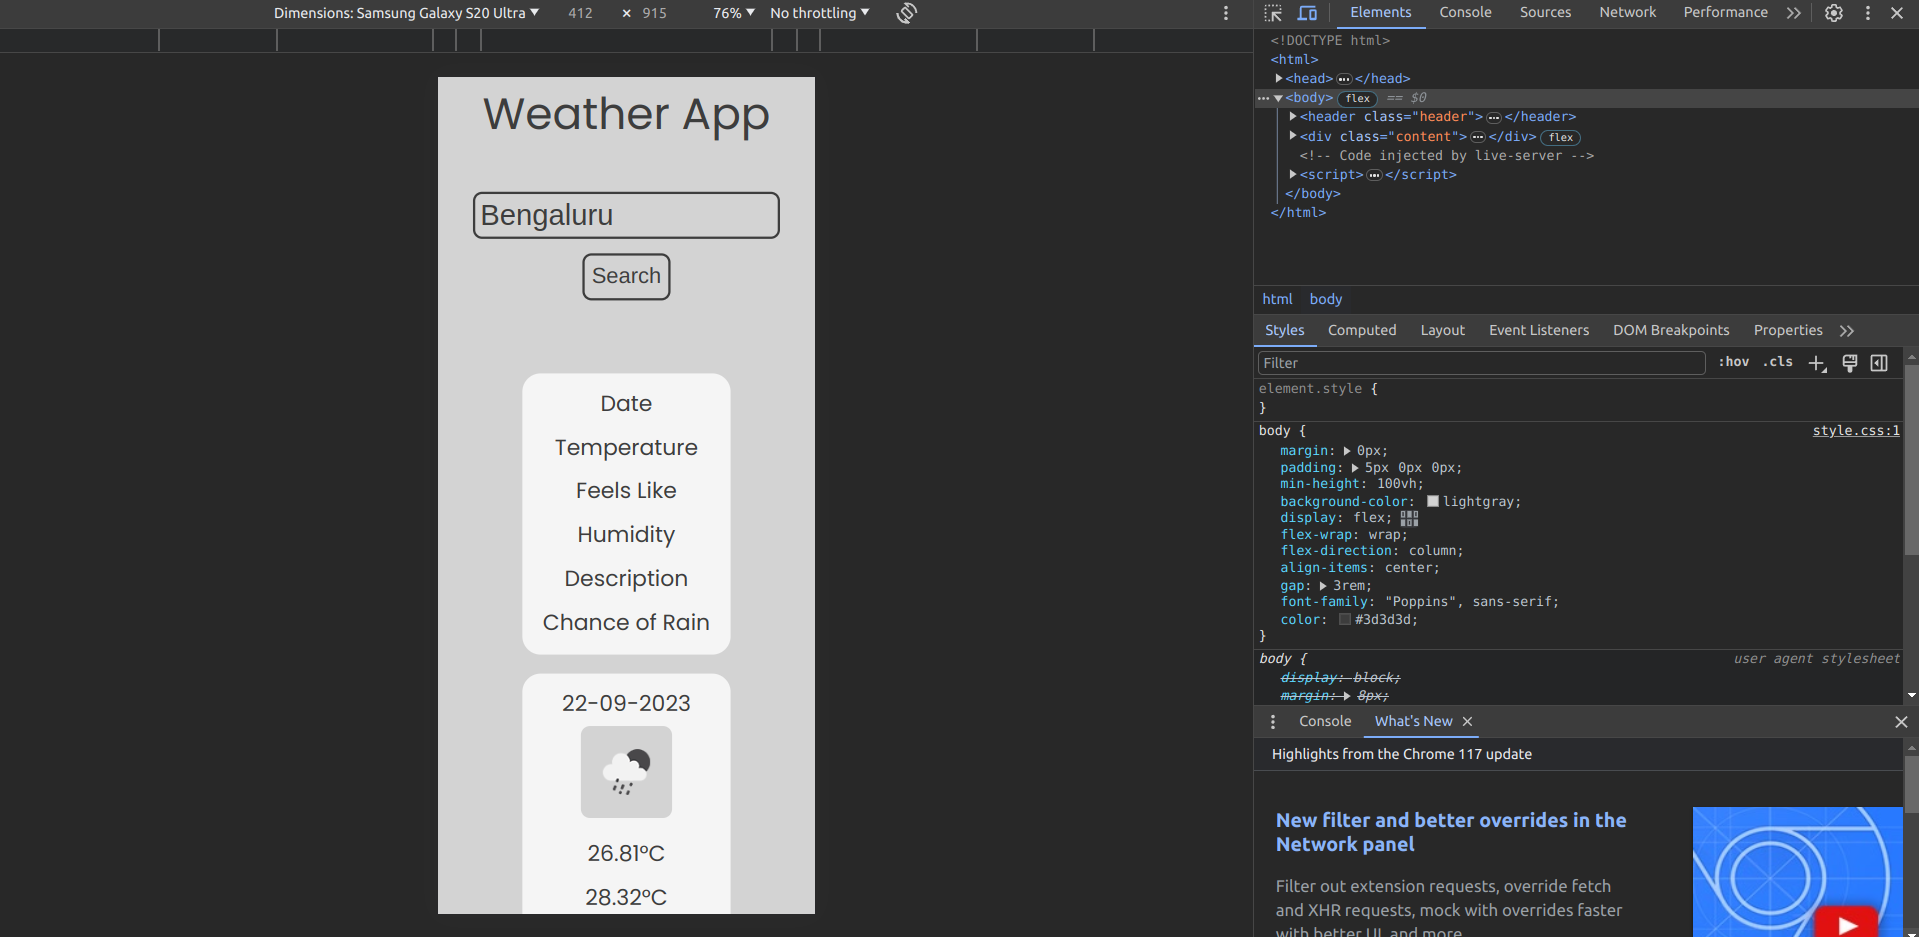 Dimensions: Samsung Galaxy S20 Ultra ▼ 412 × 915 76% ▼ No throttling ▼
Weather App
Bengaluru
Search
Date
Temperature
Feels Like
Humidity
Description
Chance of Rain
22-09-2023
26.81°C
28.32°C
Elements Console Sources Network Performance
<!DOCTYPE html>
<html>
<head>…</head>
<body> flex == $0
<header class="header">…</header>
<div class="content">…</div> flex
<!-- Code injected by live-server -->
<script>…</script>
</body>
</html>
html body
Styles Computed Layout Event Listeners DOM Breakpoints Properties
Filter :hov .cls
element.style {
}
body { style.css:1
margin: 0px;
padding: 5px 0px 0px;
min-height: 100vh;
background-color: lightgray;
display: flex;
flex-wrap: wrap;
flex-direction: column;
align-items: center;
gap: 3rem;
font-family: "Poppins", sans-serif;
color: #3d3d3d;
}
body { user agent stylesheet
display: block;
margin: 8px;
Console What's New
Highlights from the Chrome 117 update
New filter and better overrides in the
Network panel
Filter out extension requests, override fetch
and XHR requests, mock with overrides faster
with better UI, and more